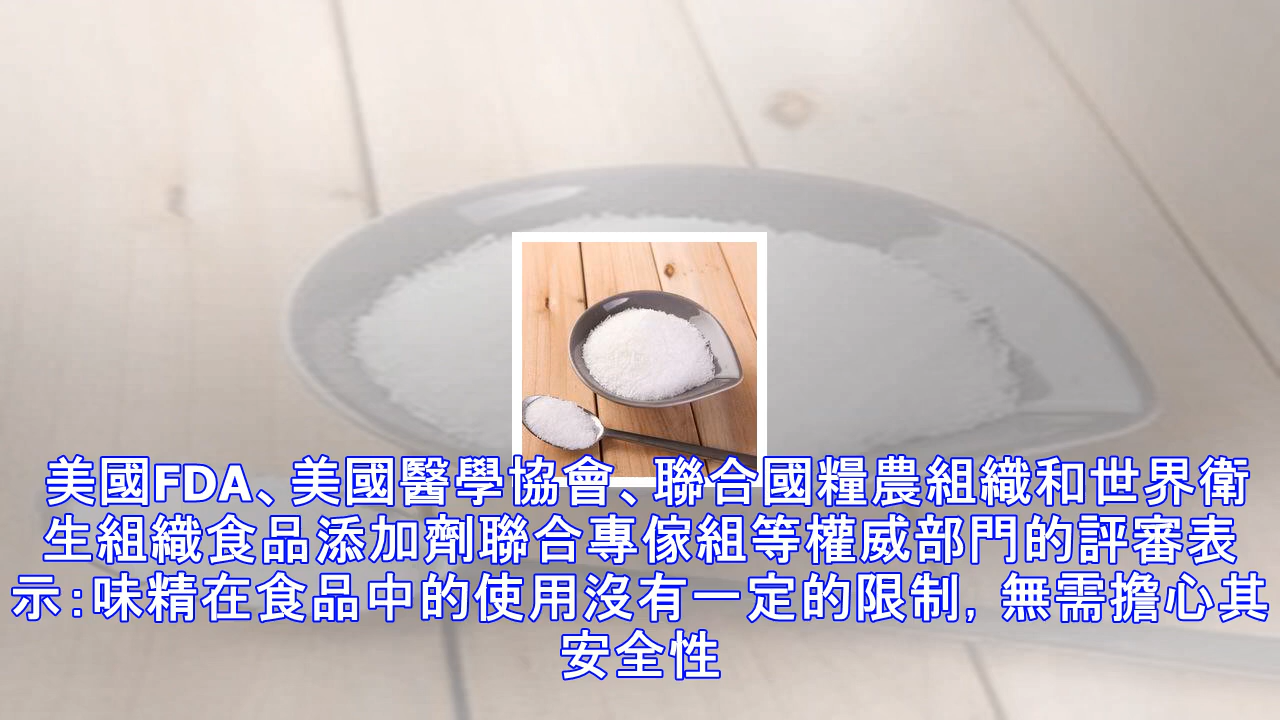 美國FDA、美國醫學協會、聯合國糧農組織和世界衛
生組織食品添加劑聯合專傢組等權威部門的評審表
示:味精在食品中的使用沒有一定的限制, 無需擔心其
安全性